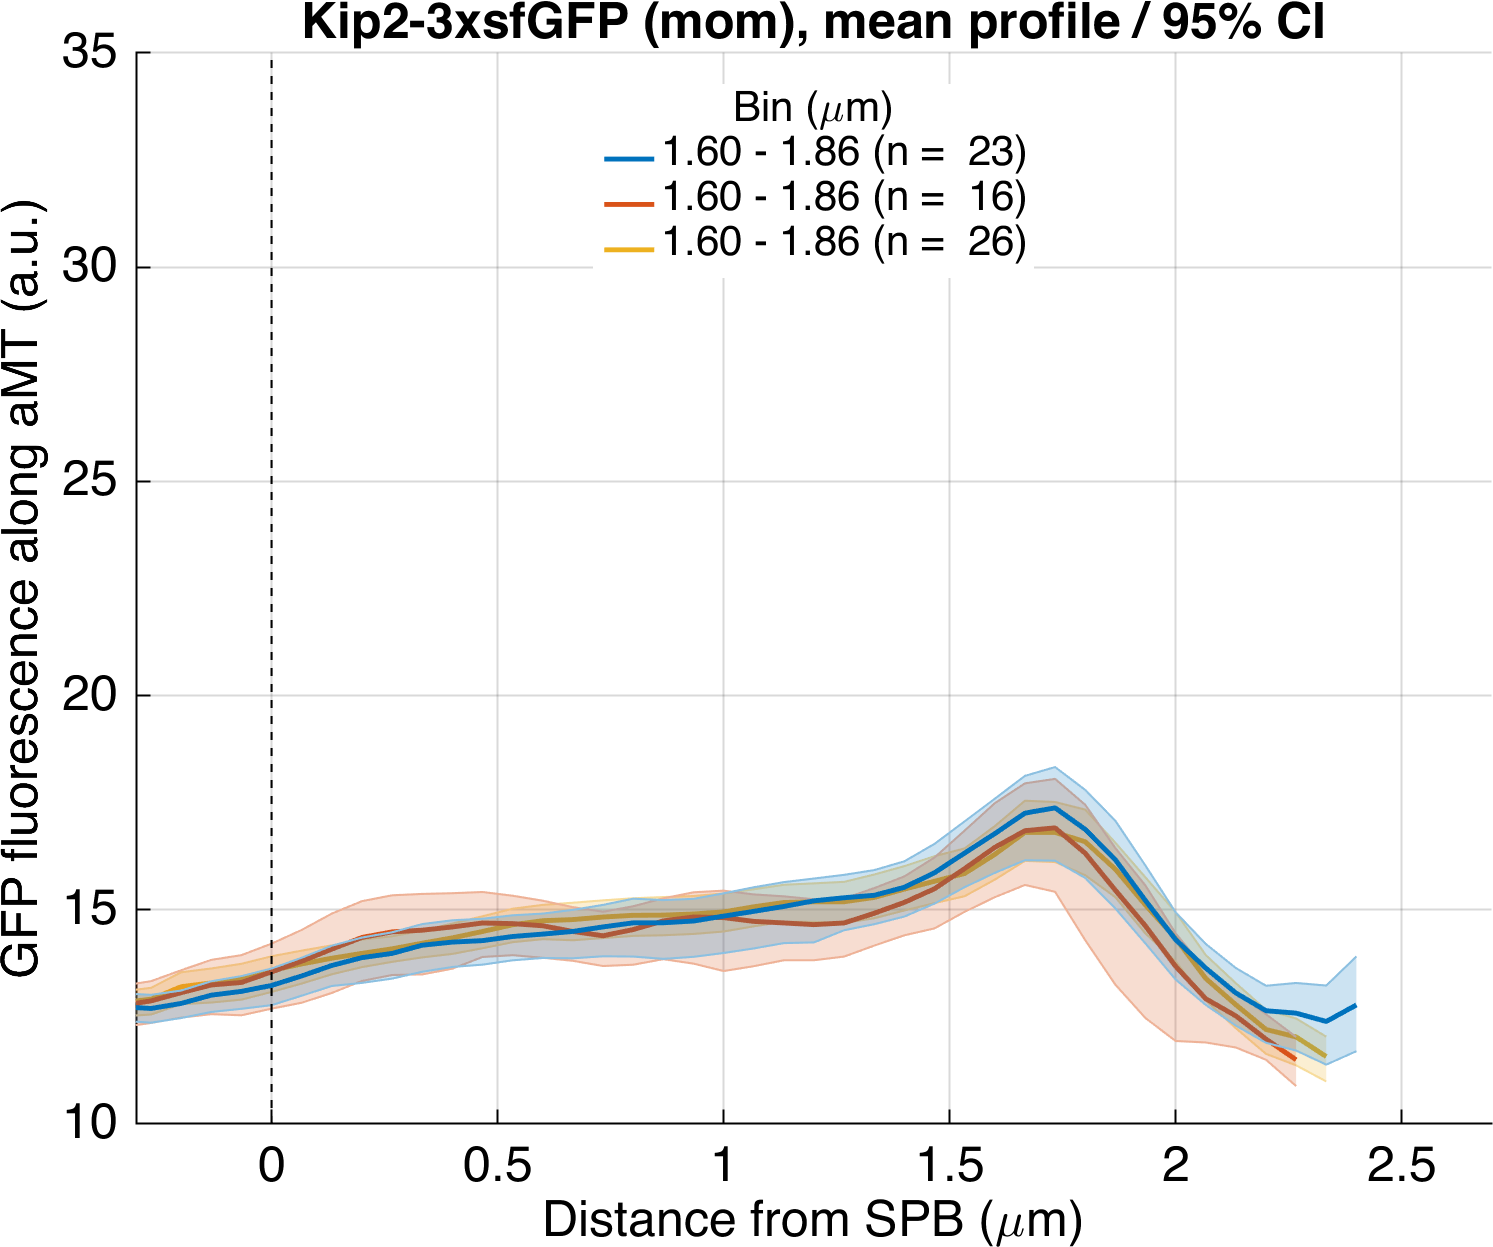 Kip2-3xsfGFP (mom), mean profile / 95% CI
Bin (μm)
1.60 - 1.86 (n = 23)
1.60 - 1.86 (n = 16)
1.60 - 1.86 (n = 26)
GFP fluorescence along aMT (a.u.)
35
30
25
20
15
10
0 0.5 1 1.5 2 2.5
Distance from SPB (μm)